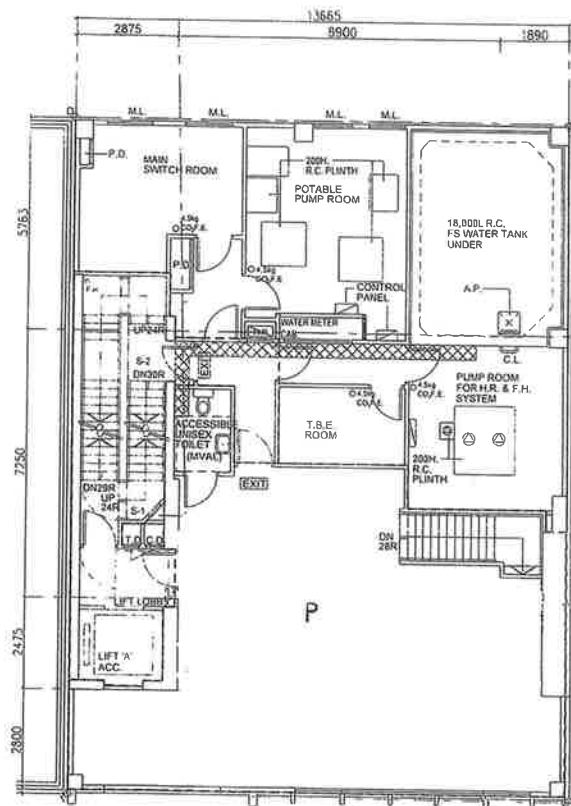 13665
2875
9900
1890
M.L.
M.L.
M.L.
M.L.
P.D.
MAIN
SWITCH ROOM
200H.
R.C. PLINTH
POTABLE
PUMP ROOM
18,000L R.C.
FS WATER TANK
UNDER
4.5kg
CO₂F.E.
P.D.
4.5kg
CO₂F.E.
CONTROL
PANEL
A.P.
5763
F.H.
UP24R
WATER METER
CAB.
S-2
DN30R
EXIT
C.L.
PUMP ROOM
FOR H.R. & F.H.
SYSTEM
4.5kg
CO₂F.E.
4.5kg
CO₂F.E.
ACCESSIBLE
UNISEX
TOILET
(MVAL)
T.B.E.
ROOM
200H.
R.C.
PLINTH
7250
EXIT
DN29R
UP
24R
S-1
T.D.
C.D.
DN
28R
LIFT LOBBY
P
2475
LIFT 'A'
ACC.
2800